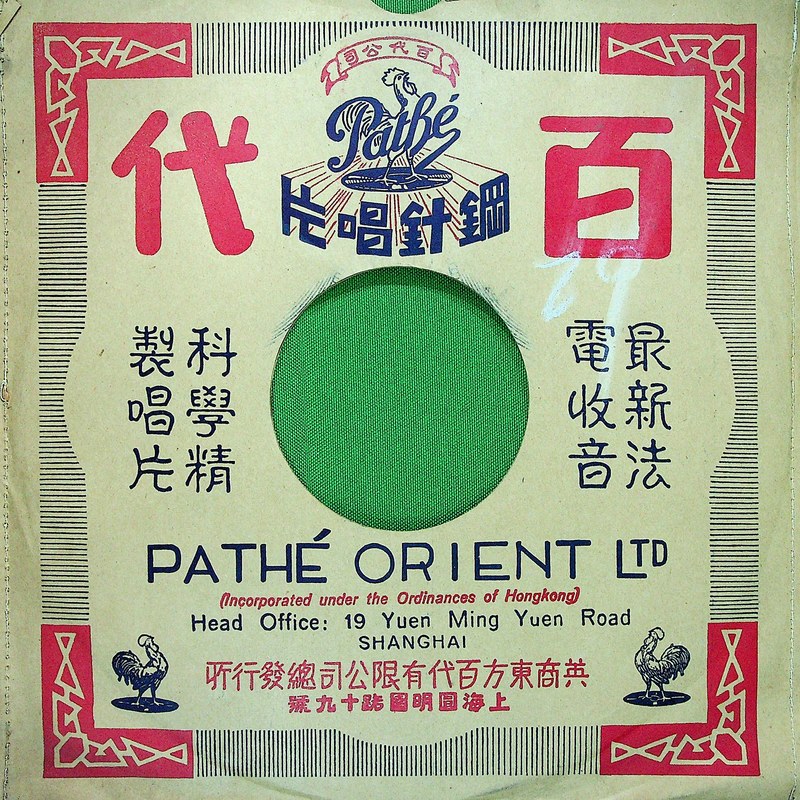 百代公司
Pathé
百代
鋼針唱片
最新法
電收音
科學精
製唱片
PATHÉ ORIENT LTD
(Incorporated under the Ordinances of Hongkong)
Head Office: 19 Yuen Ming Yuen Road
SHANGHAI
英商東方百代有限公司總發行所
上海圓明園路十九號